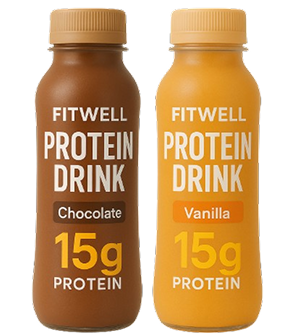 FITWELL
PROTEIN
DRINK
Chocolate
15g
PROTEIN
FITWELL
PROTEIN
DRINK
Vanilla
15g
PROTEIN